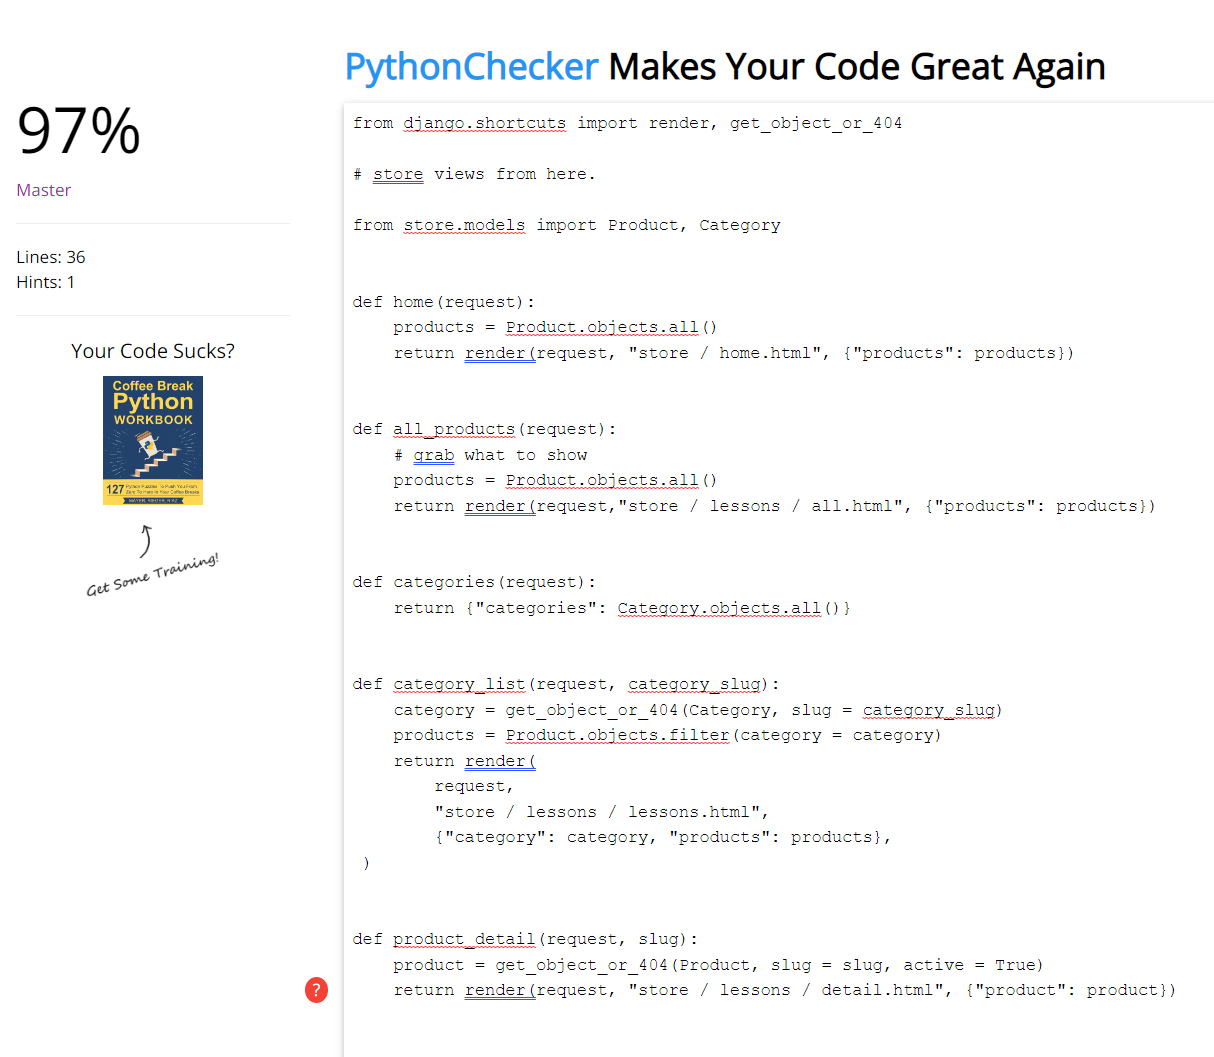 PythonChecker Makes Your Code Great Again
97%
Master
Lines: 36
Hints: 1
Your Code Sucks?
Coffee Break
Python
WORKBOOK
127 Python Puzzles To Push You From
Zero To Hero In Your Coffee Breaks
Get Some Training!
from django.shortcuts import render, get_object_or_404
# store views from here.
from store.models import Product, Category
def home(request):
    products = Product.objects.all()
    return render(request, "store / home.html", {"products": products})
def all_products(request):
    # grab what to show
    products = Product.objects.all()
    return render(request,"store / lessons / all.html", {"products": products})
def categories(request):
    return {"categories": Category.objects.all()}
def category_list(request, category_slug):
    category = get_object_or_404(Category, slug = category_slug)
    products = Product.objects.filter(category = category)
    return render(
        request,
        "store / lessons / lessons.html",
        {"category": category, "products": products},
 )
def product_detail(request, slug):
    product = get_object_or_404(Product, slug = slug, active = True)
?
    return render(request, "store / lessons / detail.html", {"product": product})